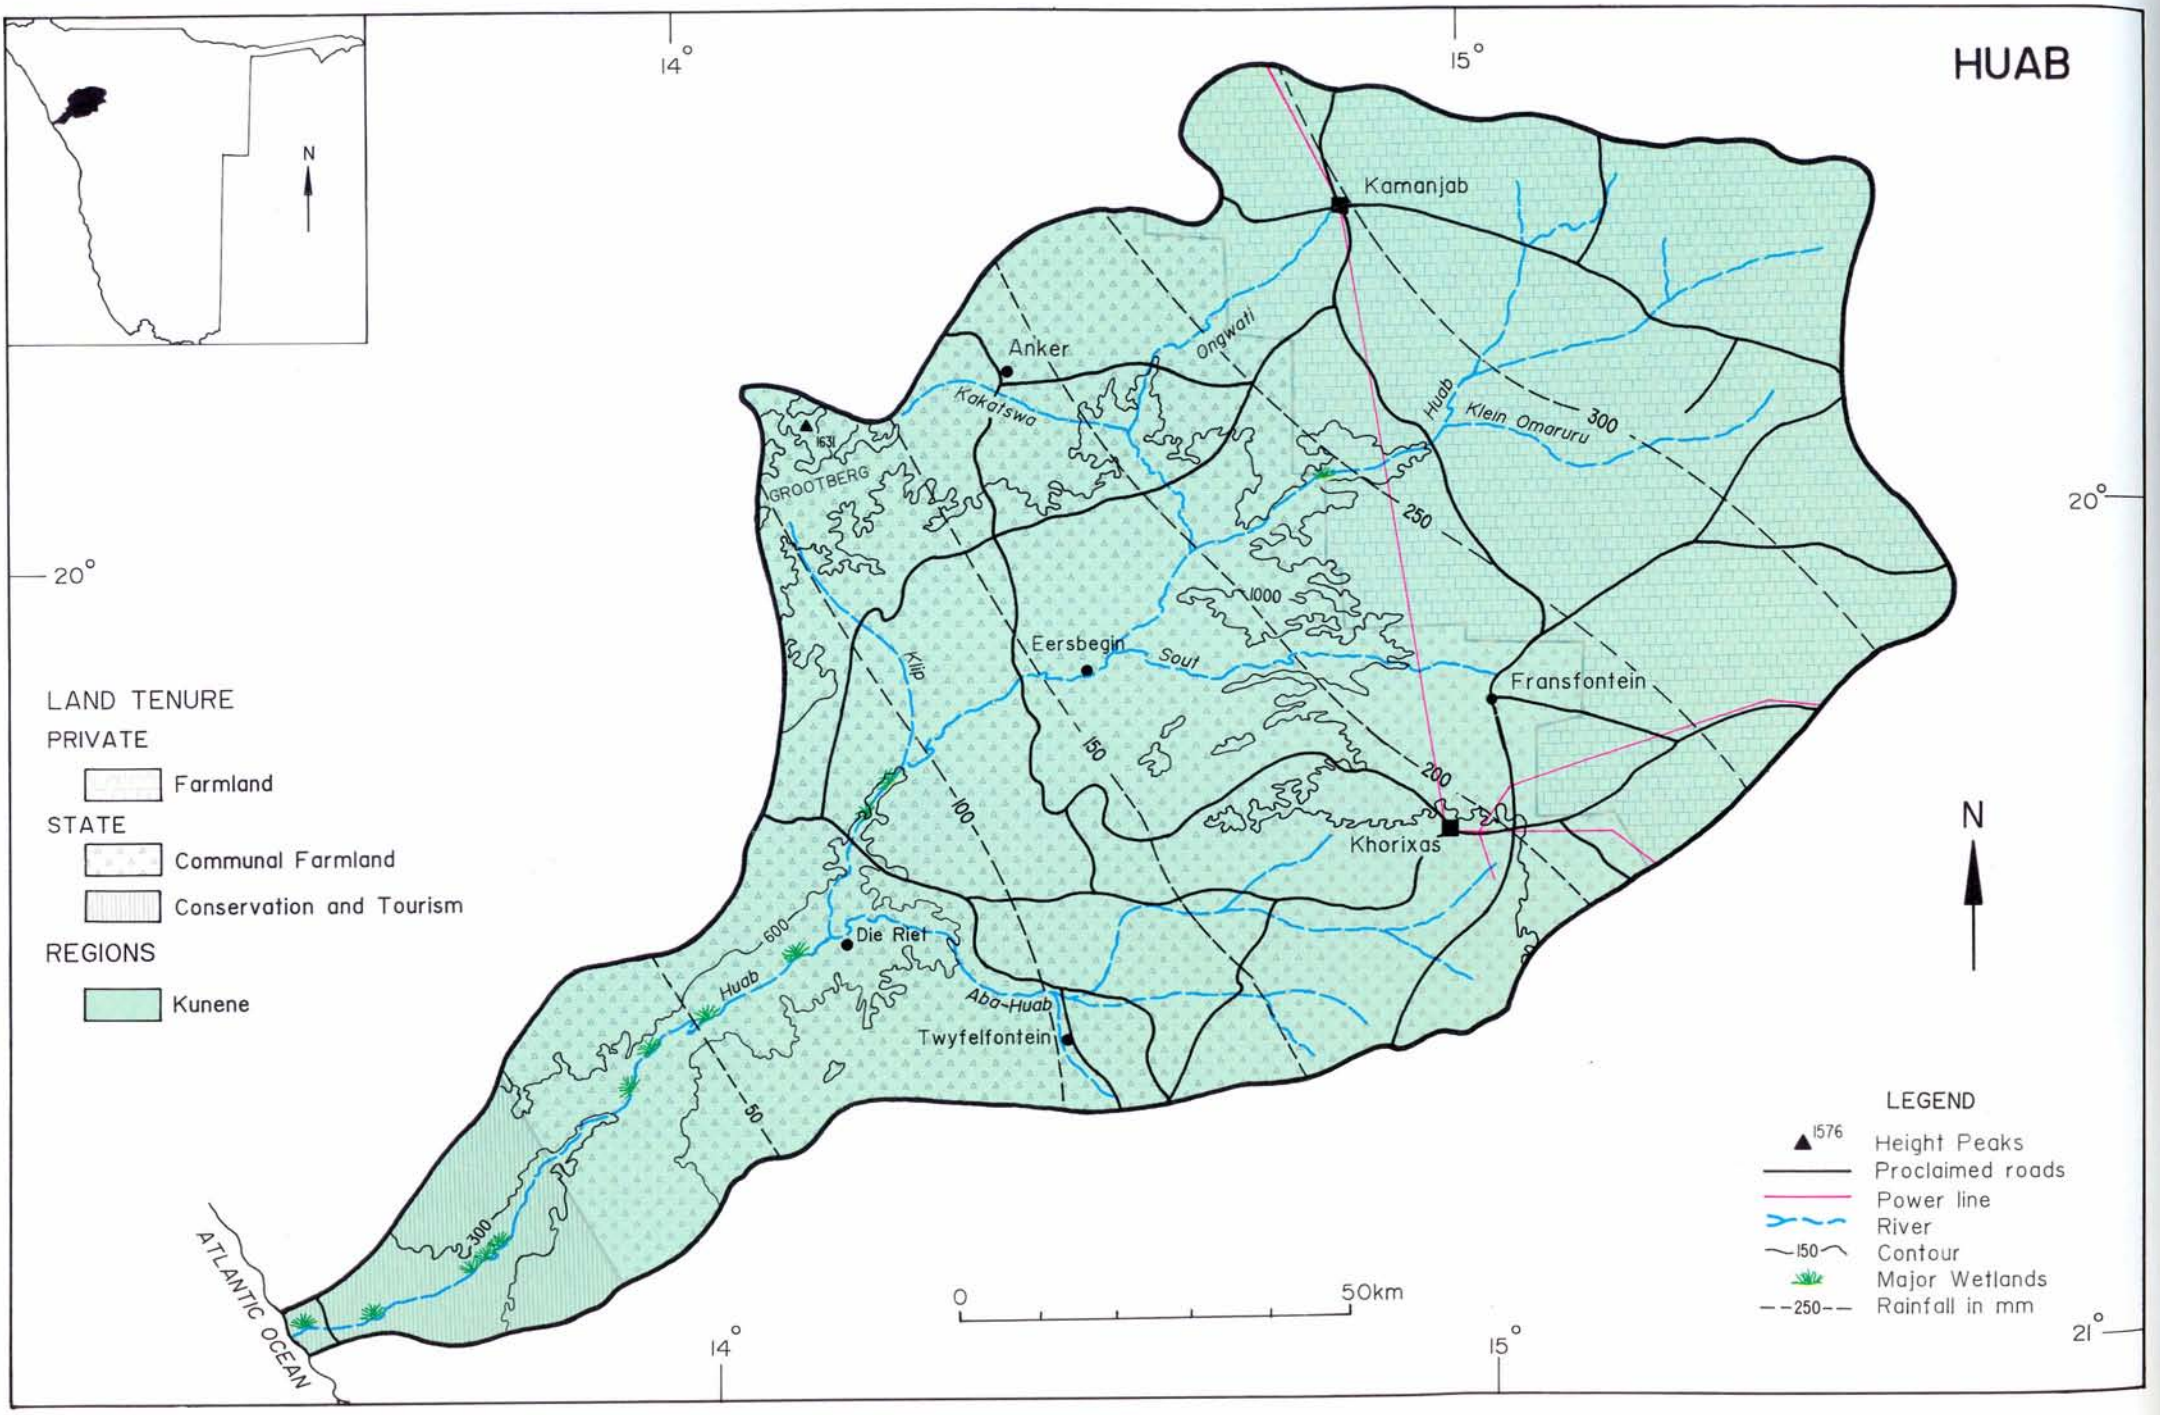 HUAB
14°
15°
N
Kamanjab
Ongwati
Anker
Kakatswa
Huab
Klein Omaruru
300
1631
GROOTBERG
250
20°
20°
1000
Eersbegin
Sout
Klip
Fransfontein
150
200
100
Khorixas
LAND TENURE
PRIVATE
Farmland
STATE
Communal Farmland
Conservation and Tourism
REGIONS
Kunene
600
Die Riet
Huab
Aba-Huab
Twyfelfontein
50
300
ATLANTIC OCEAN
N
LEGEND
1576 Height Peaks
Proclaimed roads
Power line
River
150 Contour
Major Wetlands
250 Rainfall in mm
0 50km
14°
15°
21°